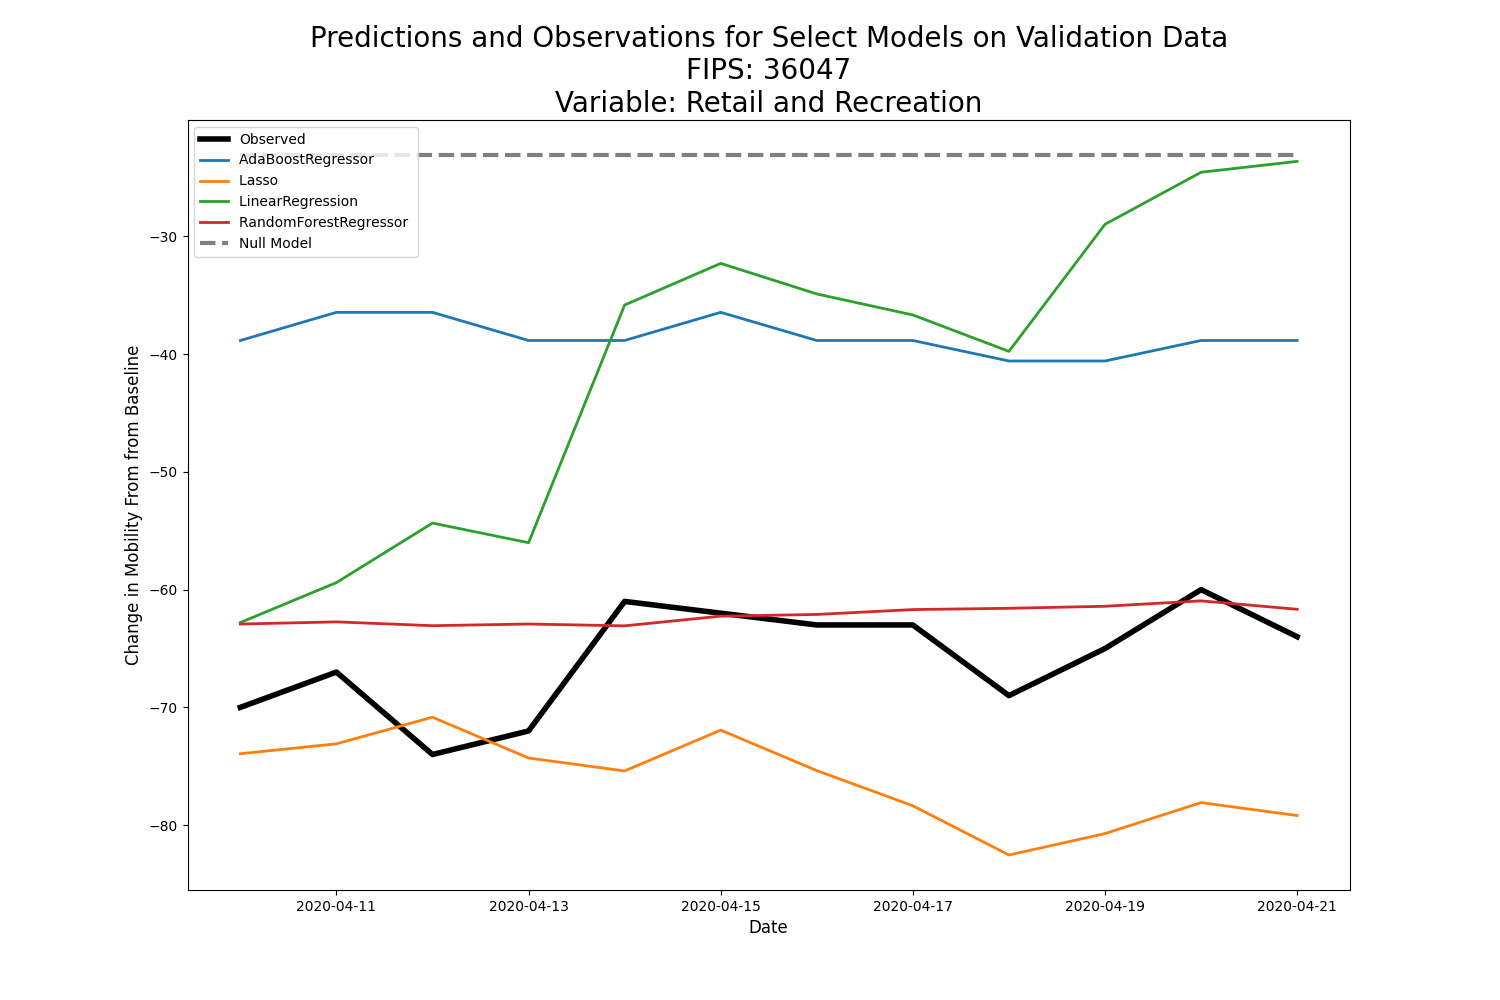 Predictions and Observations for Select Models on Validation Data
FIPS: 36047
Variable: Retail and Recreation
Observed
AdaBoostRegressor
Lasso
LinearRegression
RandomForestRegressor
Null Model
Change in Mobility From from Baseline
−30
−40
−50
−60
−70
−80
2020-04-11
2020-04-13
2020-04-15
2020-04-17
2020-04-19
2020-04-21
Date